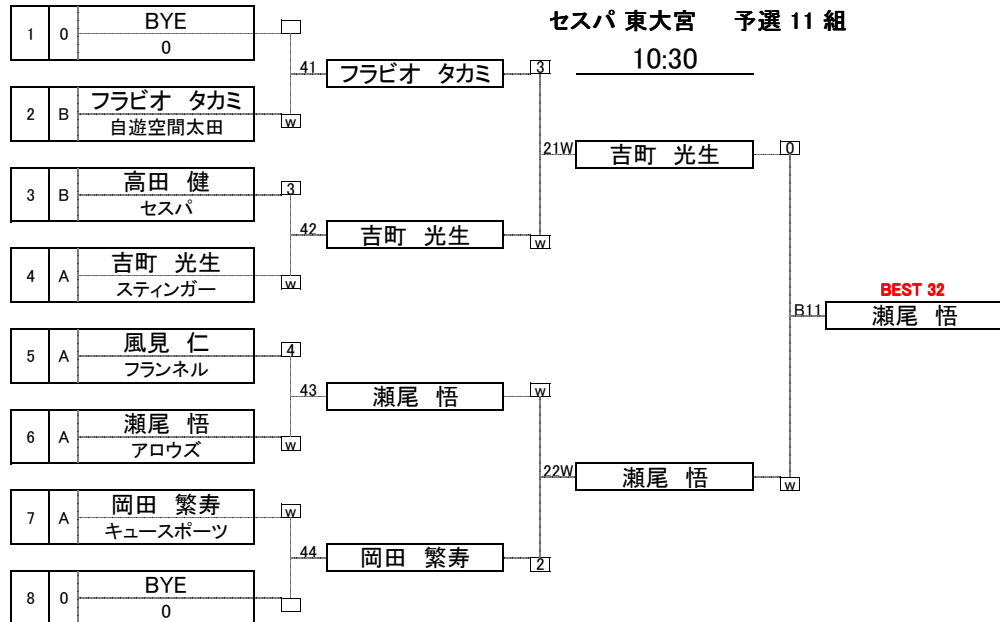 セスパ 東大宮　予選 11 組
10:30
1 0 BYE
0
2 B フラビオ　タカミ w
自遊空間太田
3 B 高田　健 3
セスパ
4 A 吉町　光生 w
スティンガー
5 A 風見　仁 4
フランネル
6 A 瀬尾　悟 w
アロウズ
7 A 岡田　繁寿 w
キュースポーツ
8 0 BYE
0
41 フラビオ　タカミ 3
42 吉町　光生 w
43 瀬尾　悟 w
44 岡田　繁寿 2
21W 吉町　光生 0
22W 瀬尾　悟 w
BEST 32
B11 瀬尾　悟